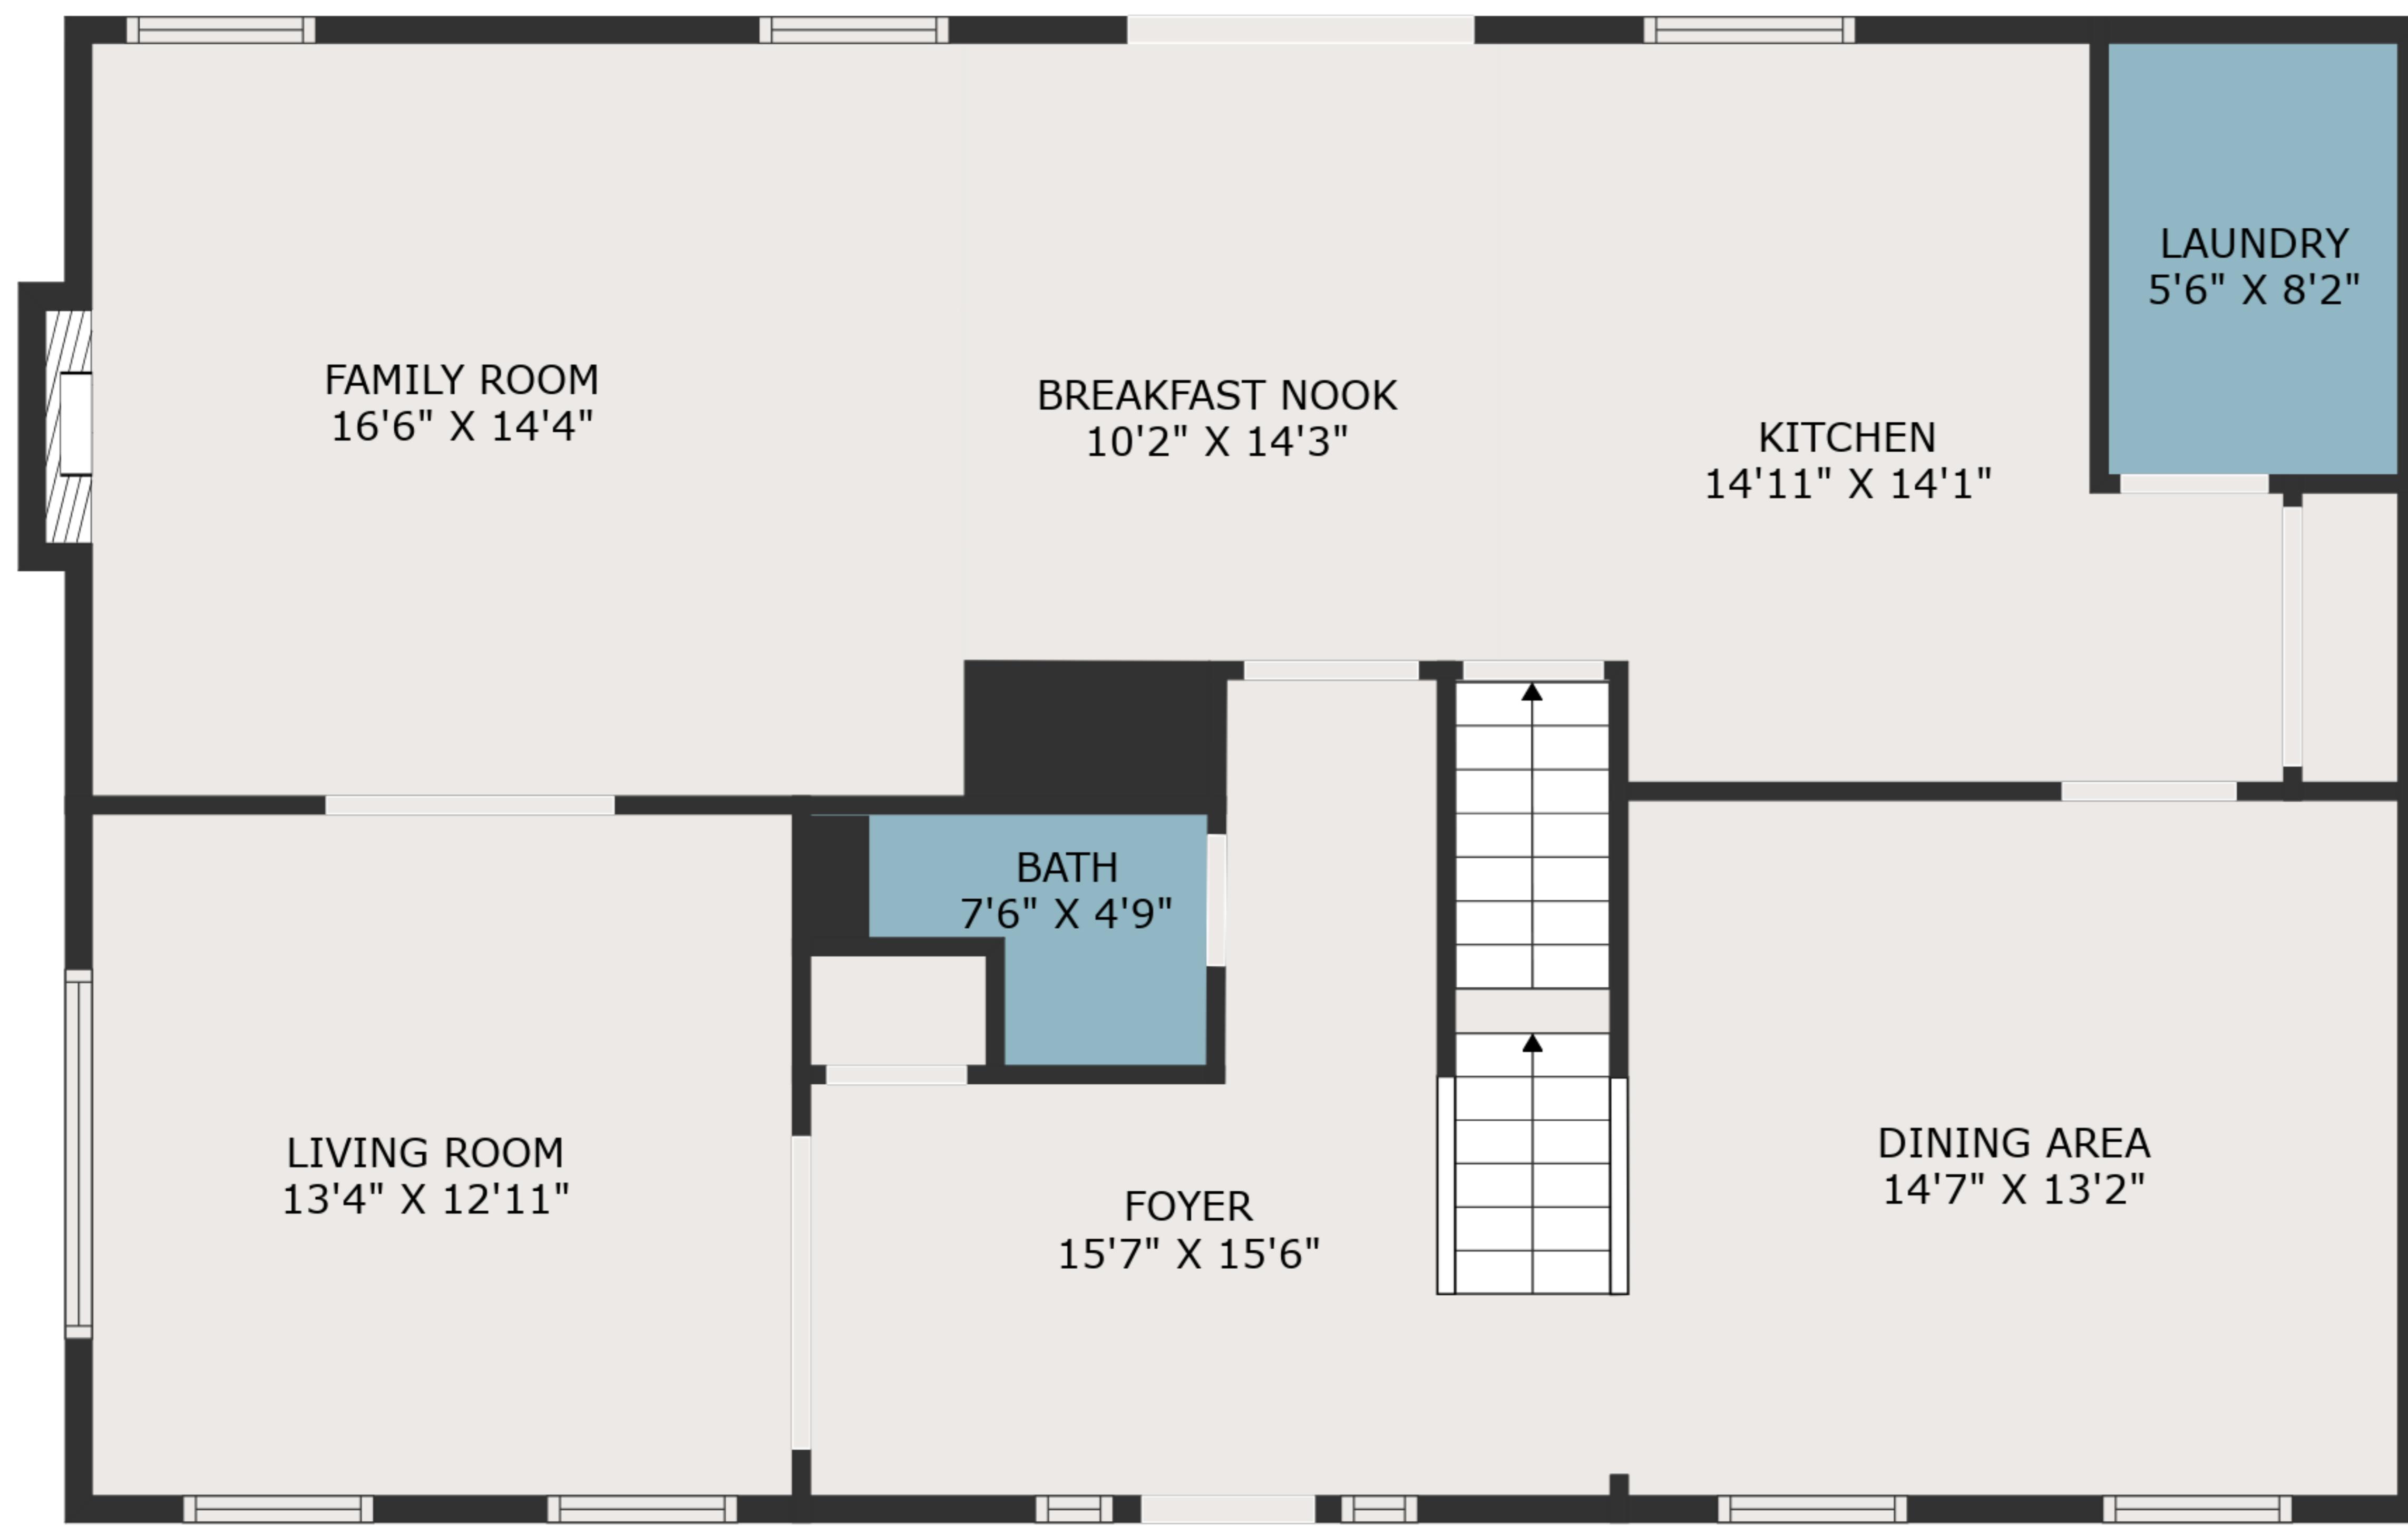 LAUNDRY
5'6" X 8'2"
FAMILY ROOM
16'6" X 14'4"
BREAKFAST NOOK
10'2" X 14'3"
KITCHEN
14'11" X 14'1"
BATH
7'6" X 4'9"
LIVING ROOM
13'4" X 12'11"
FOYER
15'7" X 15'6"
DINING AREA
14'7" X 13'2"